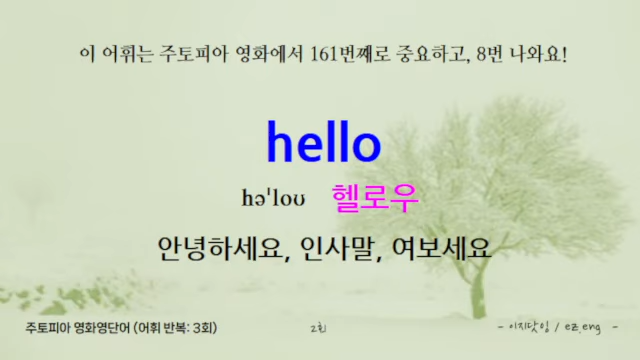 이 어휘는 주토피아 영화에서 161번째로 중요하고, 8번 나와요!
hello
həˈloʊ 헬로우
안녕하세요, 인사말, 여보세요
주토피아 영화영단어 (어휘 반복: 3회) 2회 - 이지닷잉 / ez.eng -